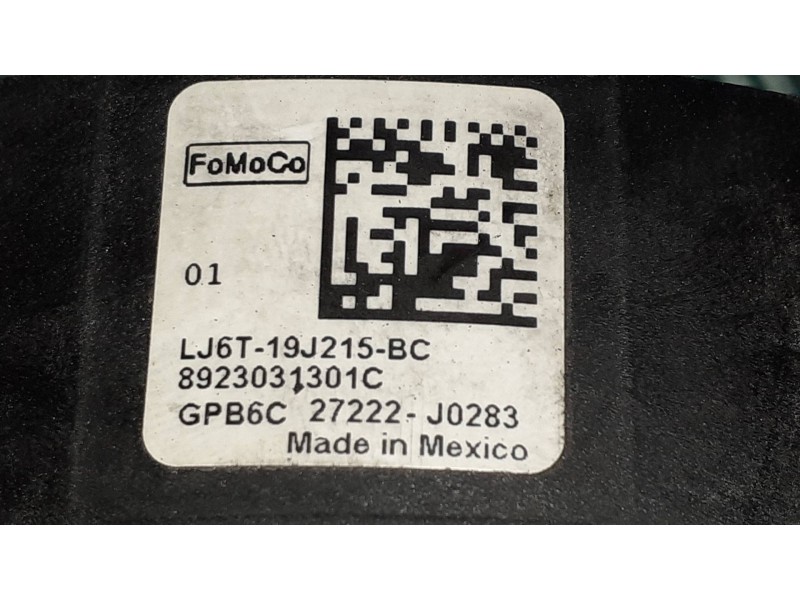 FoMoCo
01
LJ6T-19J215-BC
8923031301C
GPB6C 27222- J0283
Made in Mexico